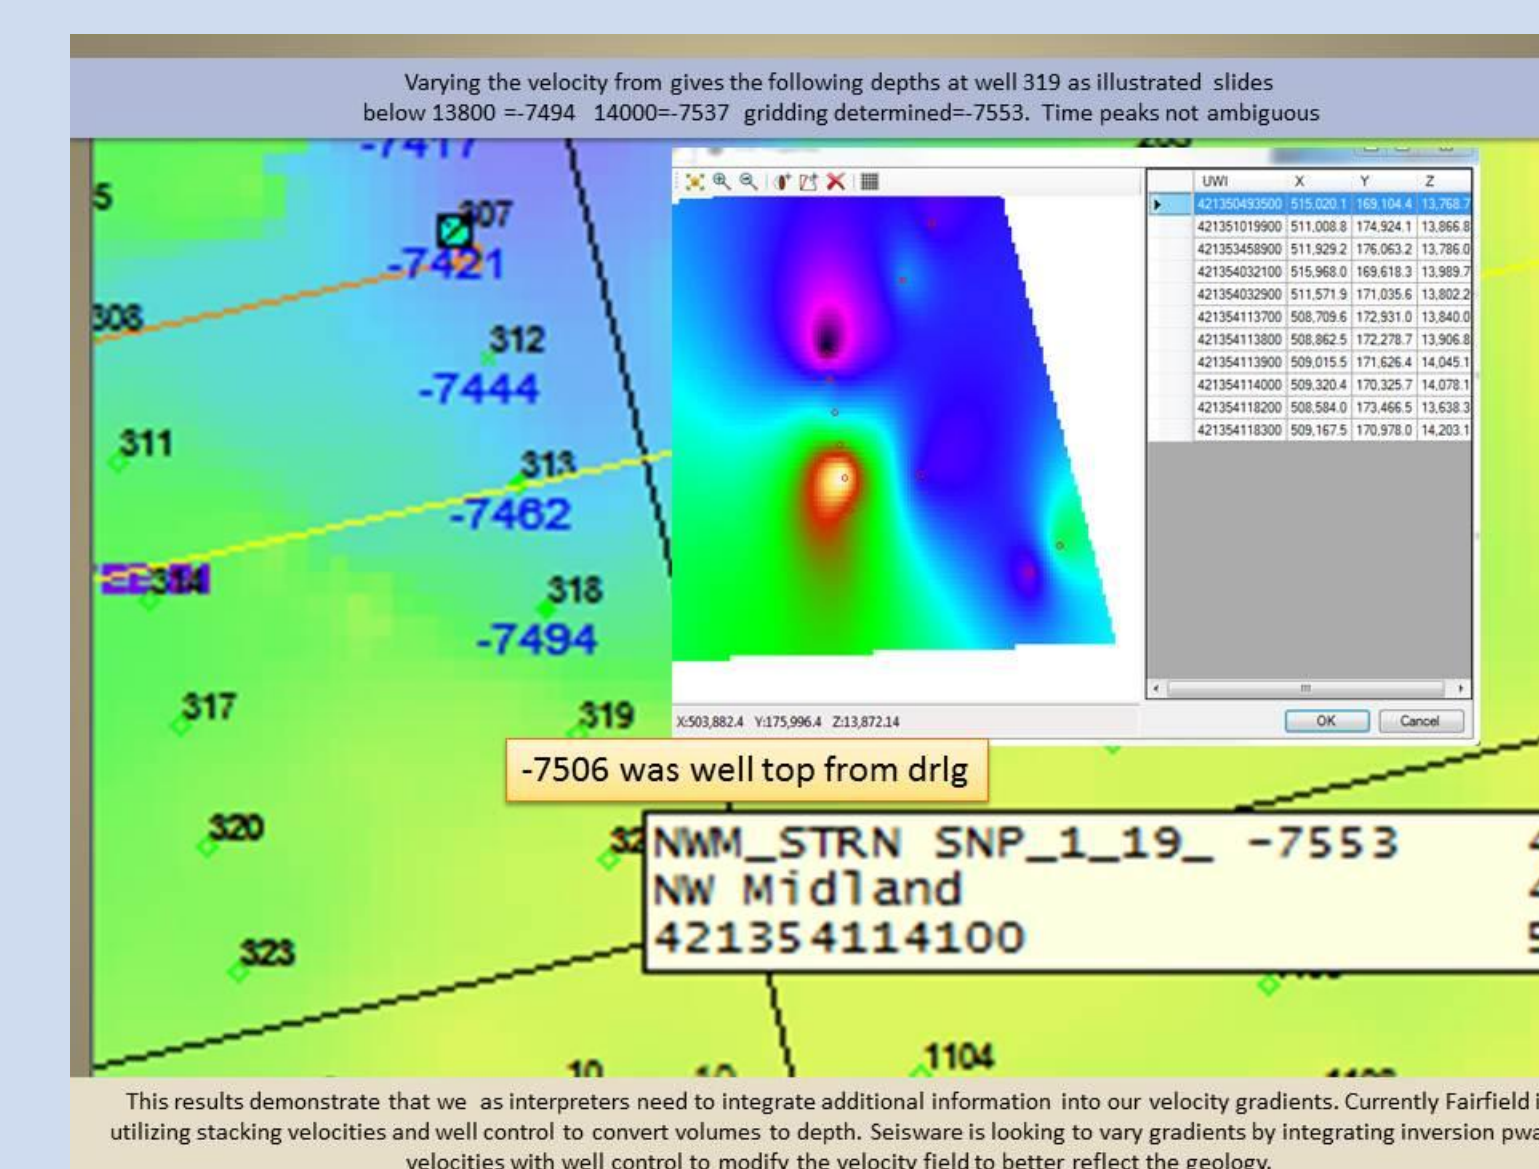 Varying the velocity from gives the following depths at well 319 as illustrated slides
below 13800 =-7494 14000=-7537 gridding determined=-7553. Time peaks not ambiguous
-7417
5
307
-7421
308
312
-7444
311
313
-7462
314
318
-7494
317
319
UWI X Y Z
421350493500 515,020.1 169,104.4 13,768.7
421351019900 511,008.8 174,924.1 13,866.8
421353458900 511,929.2 176,063.2 13,786.0
421354032100 515,968.0 169,618.3 13,989.7
421354032900 511,571.9 171,035.6 13,802.2
421354113700 508,709.6 172,931.0 13,840.0
421354113800 508,862.5 172,278.7 13,906.8
421354113900 509,015.5 171,626.4 14,045.1
421354114000 509,320.4 170,325.7 14,078.1
421354118200 508,584.0 173,466.5 13,638.3
421354118300 509,167.5 170,978.0 14,203.1
X:503,882.4 Y:175,996.4 Z:13,872.14
OK Cancel
-7506 was well top from drlg
320
32
NWM_STRN SNP_1_19_ -7553 4
NW Midland
421354114100
323
10
1104
This results demonstrate that we as interpreters need to integrate additional information into our velocity gradients. Currently Fairfield i
utilizing stacking velocities and well control to convert volumes to depth. Seisware is looking to vary gradients by integrating inversion pwa
velocities with well control to modify the velocity field to better reflect the geology.